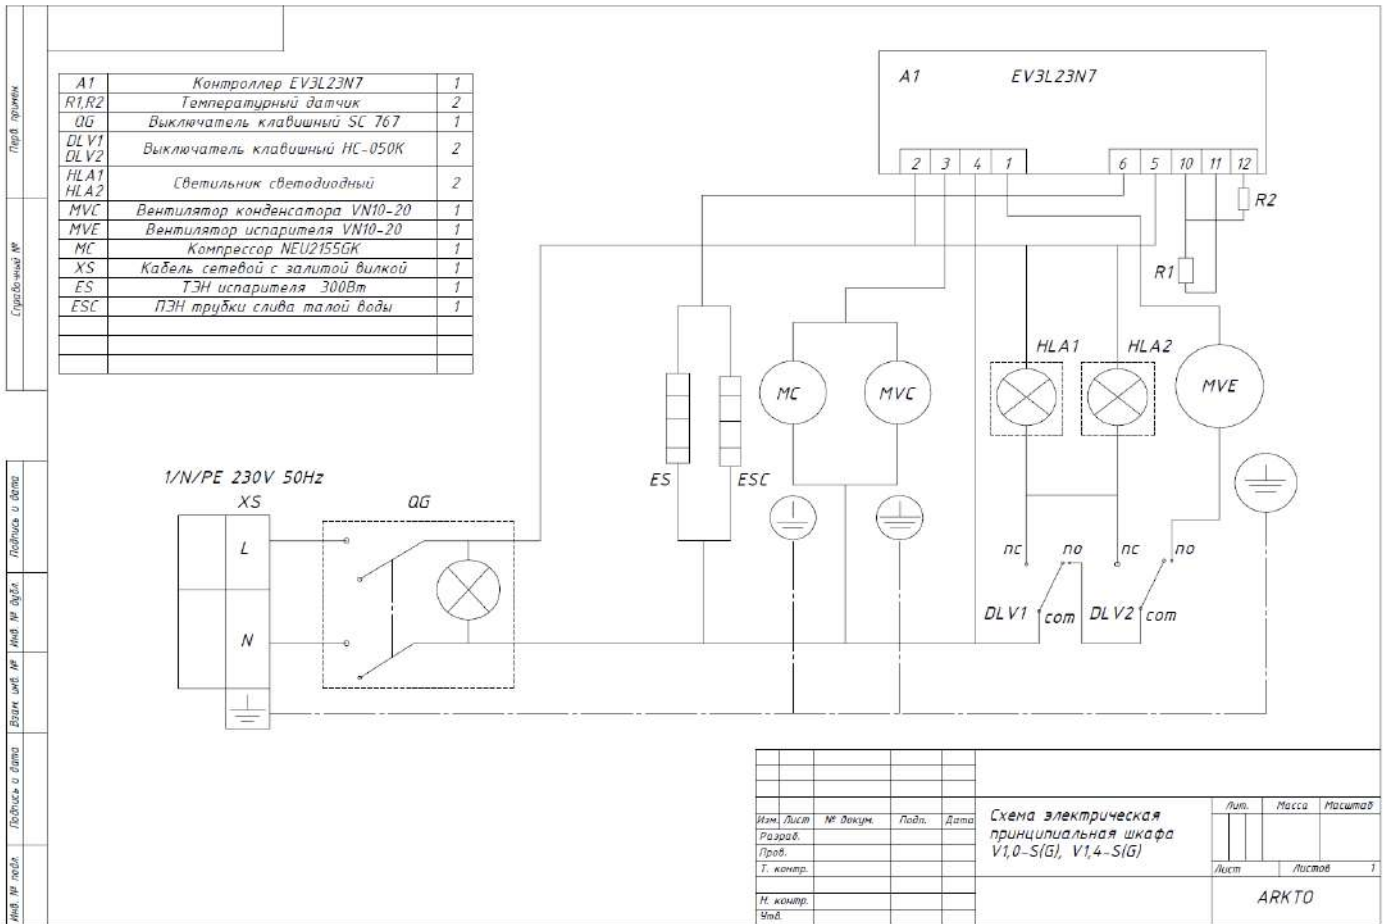 Перв. примен.
Справочный №
Подпись и дата
Инв. № дубл.
Взам. инв. №
Подпись и дата
Инв. № подл.
A1 Контроллер EV3L23N7 1
R1,R2 Температурный датчик 2
QG Выключатель клавишный SC 767 1
DLV1
DLV2 Выключатель клавишный HC-050K 2
HLA1
HLA2 Светильник светодиодный 2
MVC Вентилятор конденсатора VN10-20 1
MVE Вентилятор испарителя VN10-20 1
MC Компрессор NEU2155GK 1
XS Кабель сетевой с залитой вилкой 1
ES ТЭН испарителя 300Вт 1
ESC ПЭН трубки слива талой воды 1
A1 EV3L23N7
2 3 4 1 6 5 10 11 12
R2
R1
HLA1 HLA2
MC MVC MVE
ES ESC
1/N/PE 230V 50Hz
XS QG
L
N
nc no nc no
DLV1 com DLV2 com
Изм. Лист № докум. Подп. Дата
Разраб.
Пров.
Т. контр.
Н. контр.
Утв.
Схема электрическая
принципиальная шкафа
V1,0-S(G), V1,4-S(G)
Лит. Масса Масштаб
Лист Листов 1
ARKTO